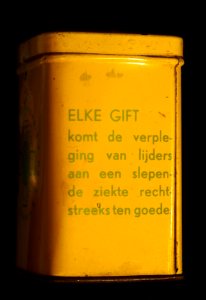 ELKE GIFT
komt de verple-
ging van lijders
aan een slepen-
de ziekte recht-
streeks ten goede.